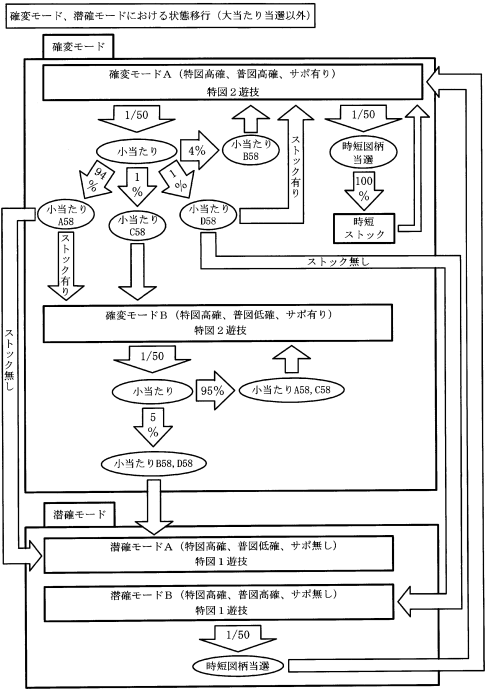 確変モード、潜確モードにおける状態移行（大当たり当選以外）
確変モード
確変モードA（特図高確、普図高確、サポ有り）
特図2遊技
1/50
1/50
小当たり
4%
小当たり
B58
時短図柄
当選
94%
1%
1%
100%
ストック有り
小当たり
A58
小当たり
C58
小当たり
D58
時短
ストック
ストック有り
ストック無し
ストック無し
確変モードB（特図高確、普図低確、サポ有り）
特図2遊技
1/50
小当たり
95%
小当たりA58,C58
5%
小当たりB58,D58
潜確モード
潜確モードA（特図高確、普図低確、サポ無し）
特図1遊技
潜確モードB（特図高確、普図高確、サポ無し）
特図1遊技
1/50
時短図柄当選